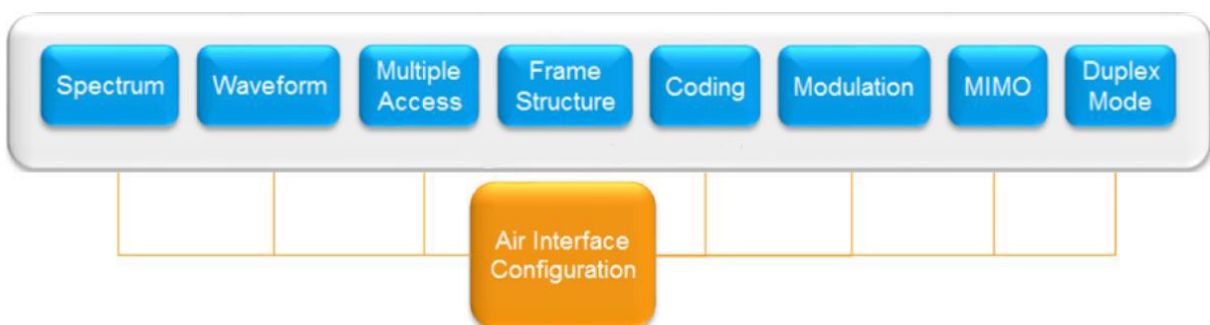 Spectrum
Waveform
Multiple
Access
Frame
Structure
Coding
Modulation
MIMO
Duplex
Mode
Air Interface
Configuration